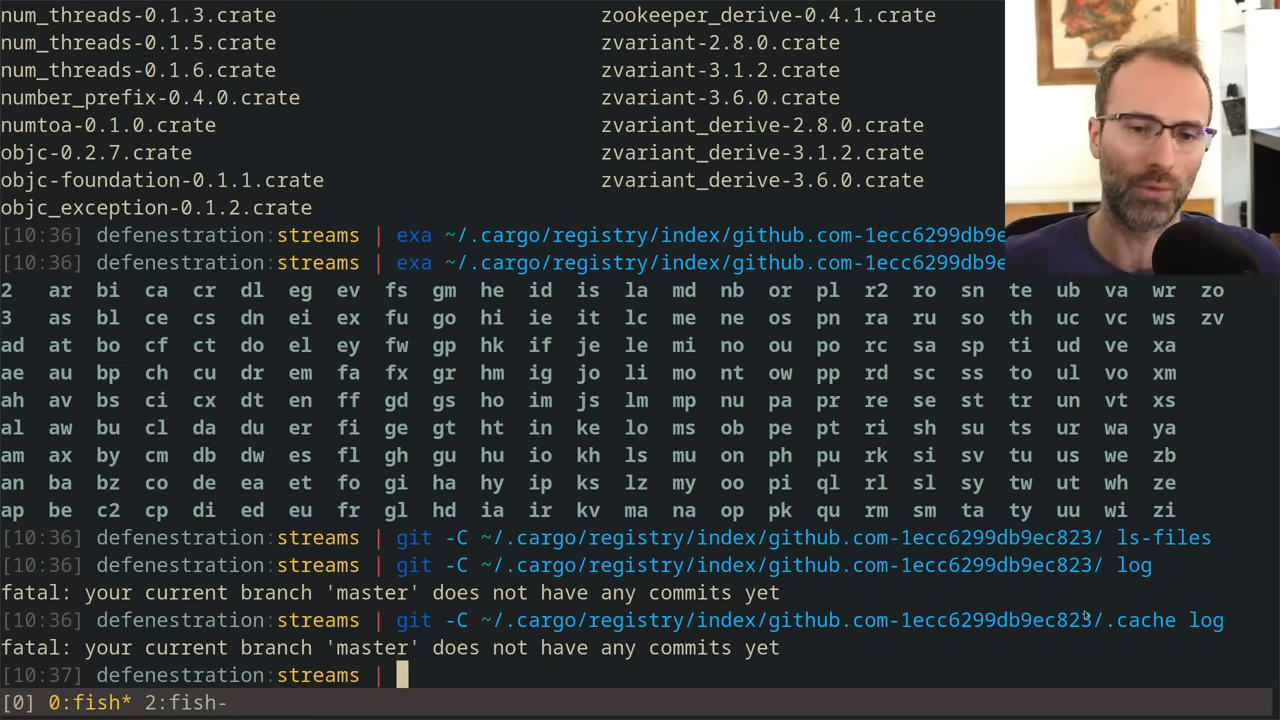 num_threads-0.1.3.crate zookeeper_derive-0.4.1.crate
num_threads-0.1.5.crate zvariant-2.8.0.crate
num_threads-0.1.6.crate zvariant-3.1.2.crate
number_prefix-0.4.0.crate zvariant-3.6.0.crate
numtoa-0.1.0.crate zvariant_derive-2.8.0.crate
objc-0.2.7.crate zvariant_derive-3.1.2.crate
objc-foundation-0.1.1.crate zvariant_derive-3.6.0.crate
objc_exception-0.1.2.crate
[10:36] defenestration:streams | exa ~/.cargo/registry/index/github.com-1ecc6299db9e
[10:36] defenestration:streams | exa ~/.cargo/registry/index/github.com-1ecc6299db9e
2 ar bi ca cr dl eg ev fs gm he id is la md nb or pl r2 ro sn te ub va wr zo
3 as bl ce cs dn ei ex fu go hi ie it lc me ne os pn ra ru so th uc vc ws zv
ad at bo cf ct do el ey fw gp hk if je le mi no ou po rc sa sp ti ud ve xa
ae au bp ch cu dr em fa fx gr hm ig jo li mo nt ow pp rd sc ss to ul vo xm
ah av bs ci cx dt en ff gd gs ho im js lm mp nu pa pr re se st tr un vt xs
al aw bu cl da du er fi ge gt ht in ke lo ms ob pe pt ri sh su ts ur wa ya
am ax by cm db dw es fl gh gu hu io kh ls mu on ph pu rk si sv tu us we zb
an ba bz co de ea et fo gi ha hy ip ks lz my oo pi ql rl sl sy tw ut wh ze
ap be c2 cp di ed eu fr gl hd ia ir kv ma na op pk qu rm sm ta ty uu wi zi
[10:36] defenestration:streams | git -C ~/.cargo/registry/index/github.com-1ecc6299db9ec823/ ls-files
[10:36] defenestration:streams | git -C ~/.cargo/registry/index/github.com-1ecc6299db9ec823/ log
fatal: your current branch 'master' does not have any commits yet
[10:36] defenestration:streams | git -C ~/.cargo/registry/index/github.com-1ecc6299db9ec823/.cache log
fatal: your current branch 'master' does not have any commits yet
[10:37] defenestration:streams |
[0] 0:fish* 2:fish-